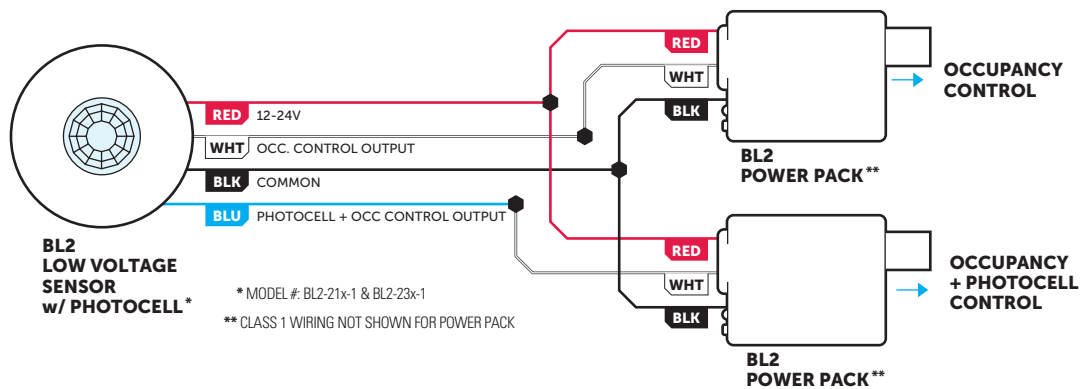 RED 12-24V
WHT OCC. CONTROL OUTPUT
BLK COMMON
BLU PHOTOCELL + OCC CONTROL OUTPUT
BL2
LOW VOLTAGE
SENSOR
w/ PHOTOCELL*
* MODEL #: BL2-21x-1 & BL2-23x-1
** CLASS 1 WIRING NOT SHOWN FOR POWER PACK
RED
WHT
BLK
BL2
POWER PACK**
OCCUPANCY
CONTROL
RED
WHT
BLK
BL2
POWER PACK**
OCCUPANCY
+ PHOTOCELL
CONTROL